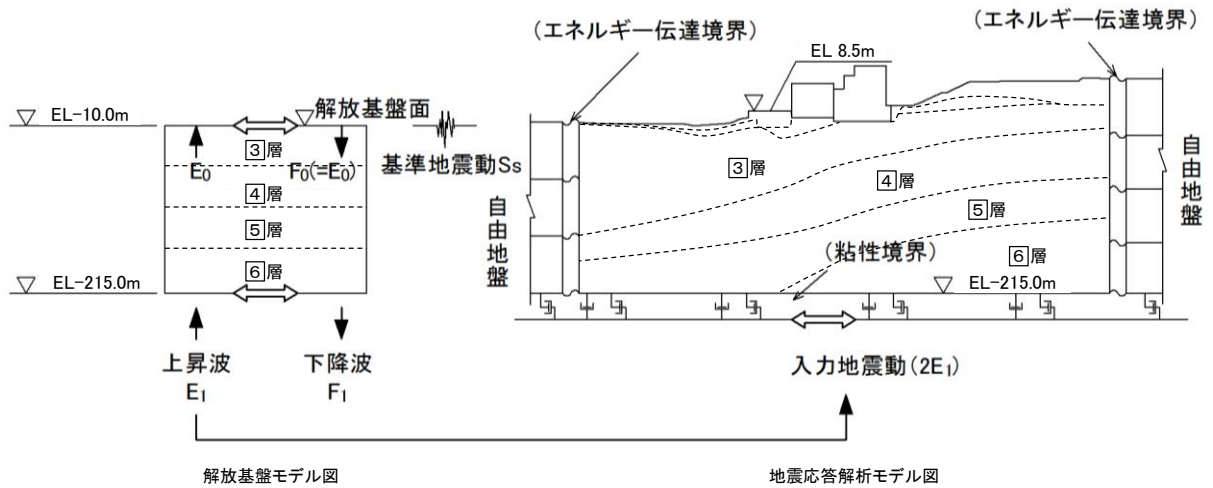 (エネルギー伝達境界)
(エネルギー伝達境界)
EL 8.5m
EL-10.0m
解放基盤面
3層
E0
F0(=E0)
基準地震動Ss
4層
5層
6層
EL-215.0m
上昇波
E1
下降波
F1
自由地盤
3層
4層
5層
(粘性境界)
6層
EL-215.0m
自由地盤
入力地震動(2E1)
解放基盤モデル図
地震応答解析モデル図